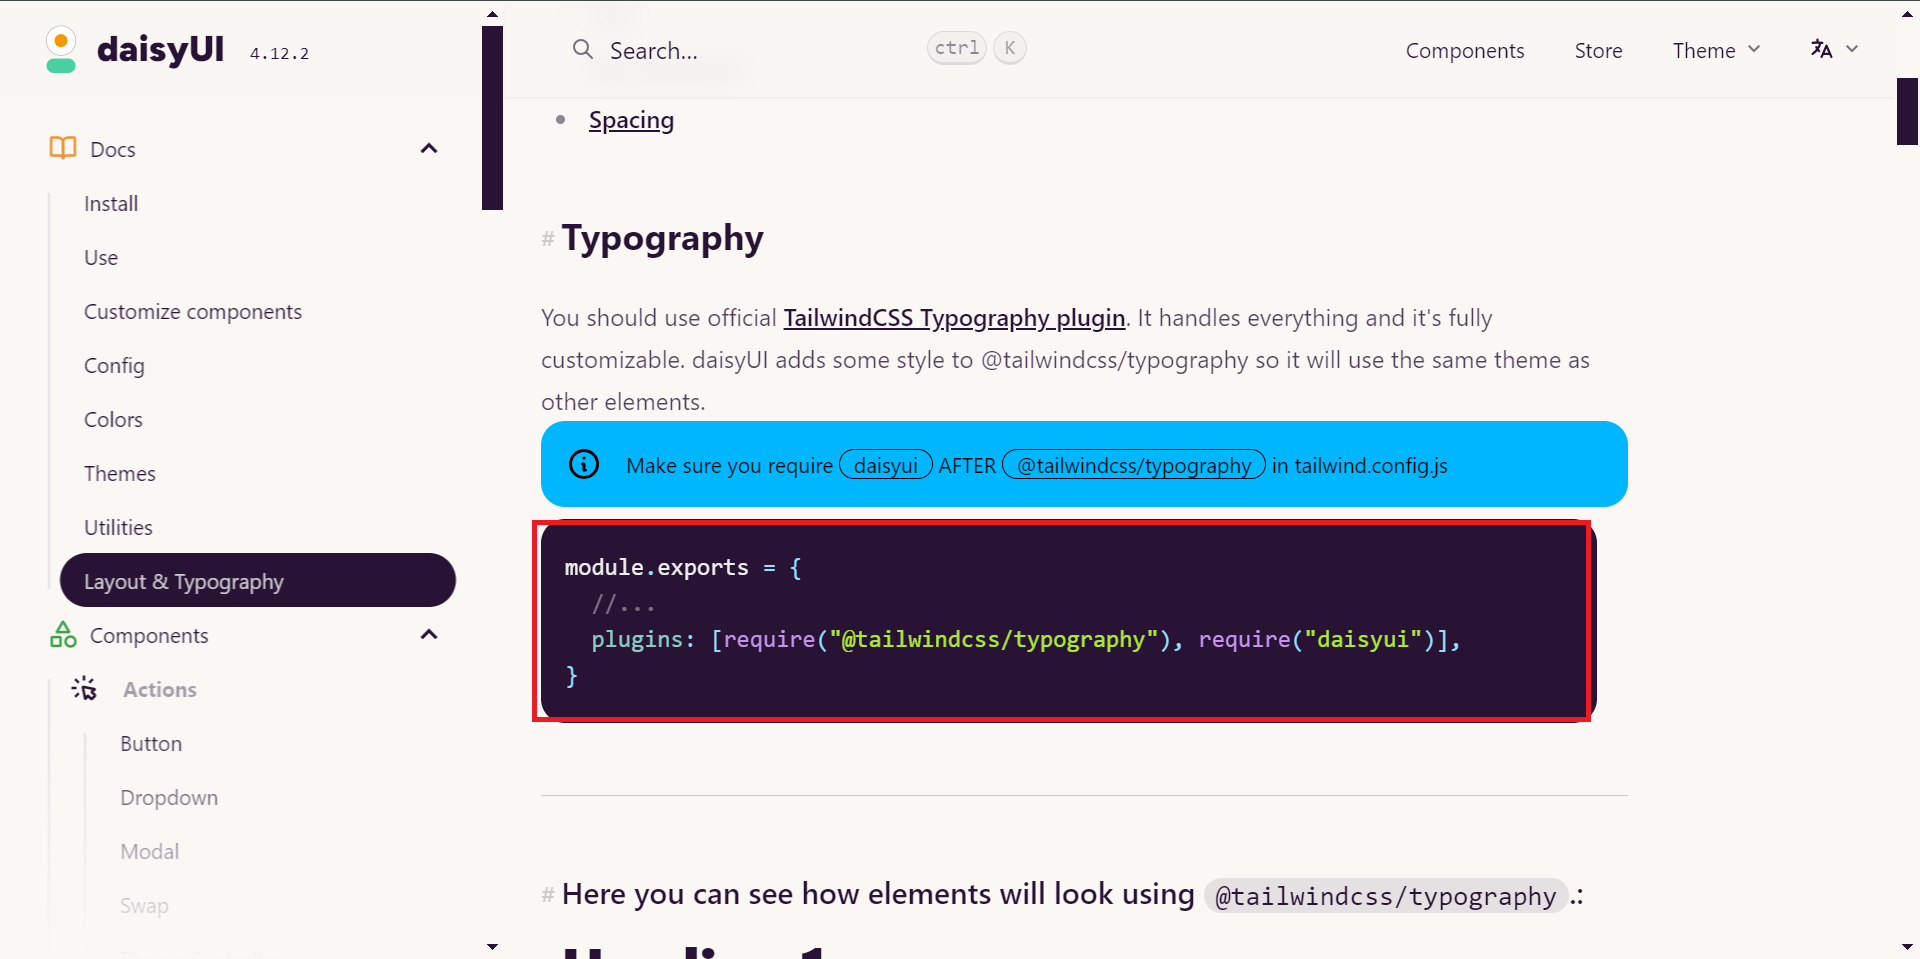 daisyUI 4.12.2
Search...
ctrl K
Components
Store
Theme
Docs
Install
Use
Customize components
Config
Colors
Themes
Utilities
Layout & Typography
Components
Actions
Button
Dropdown
Modal
Swap
Spacing
# Typography
You should use official TailwindCSS Typography plugin. It handles everything and it's fully
customizable. daisyUI adds some style to @tailwindcss/typography so it will use the same theme as
other elements.
Make sure you require daisyui AFTER @tailwindcss/typography in tailwind.config.js
module.exports = {
//...
plugins: [require("@tailwindcss/typography"), require("daisyui")],
}
# Here you can see how elements will look using @tailwindcss/typography.: